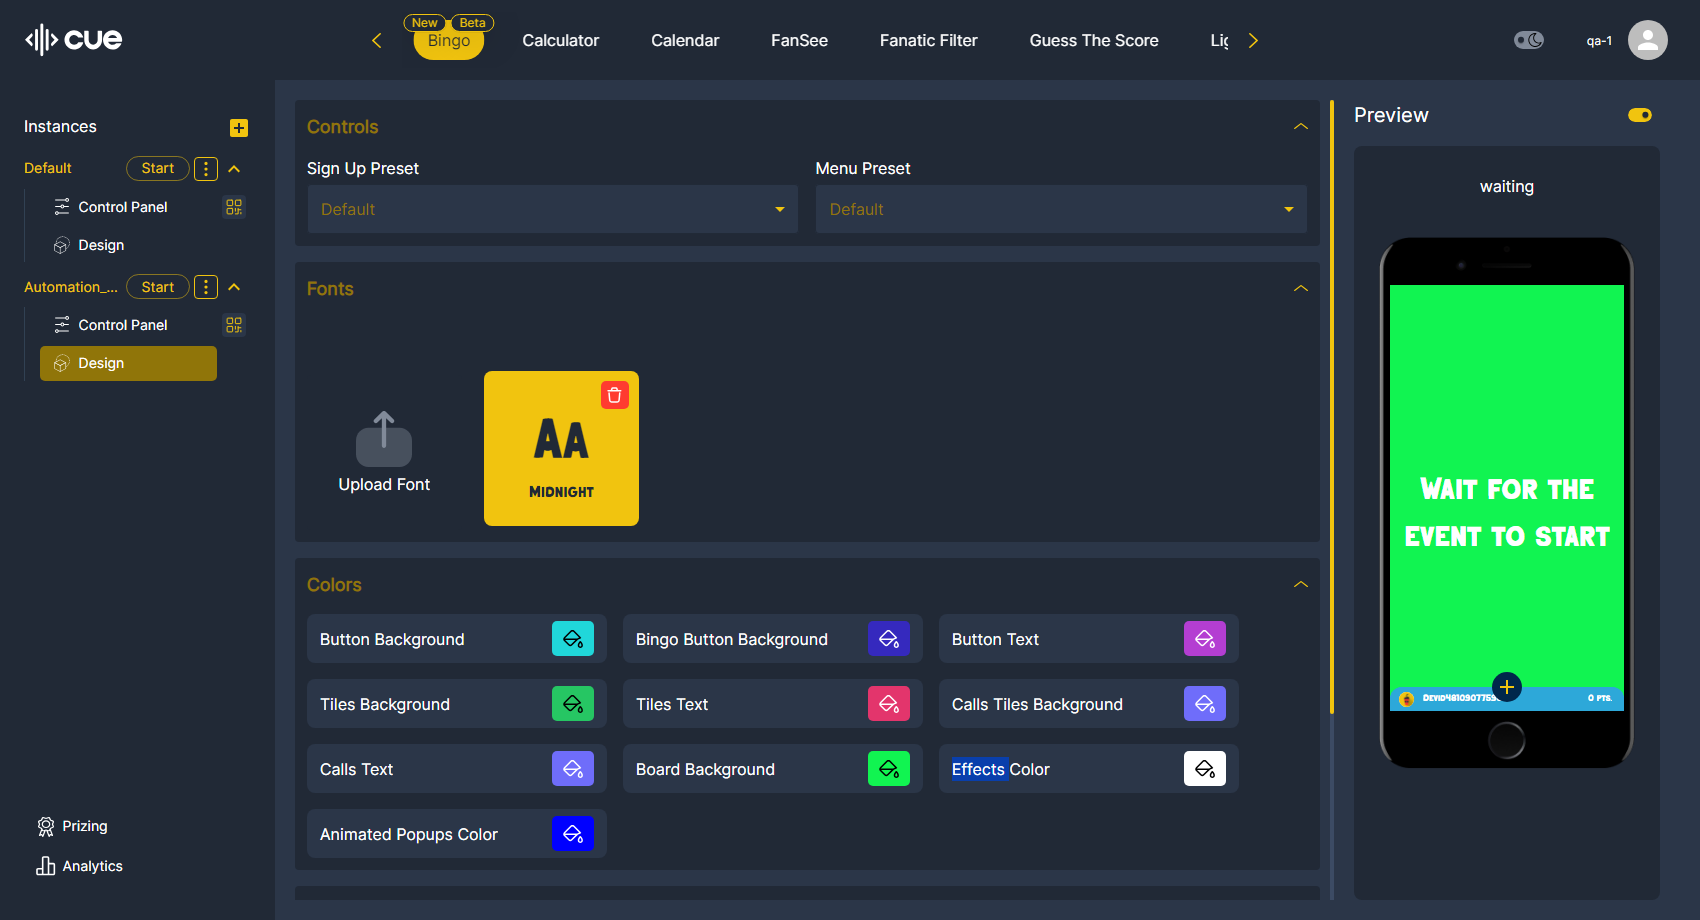 cue
New
Beta
Bingo
Calculator
Calendar
FanSee
Fanatic Filter
Guess The Score
qa-1
Instances
Default
Start
Control Panel
Design
Automation_...
Start
Control Panel
Design
Prizing
Analytics
Controls
Sign Up Preset
Menu Preset
Default
Default
Fonts
Upload Font
AA
MIDNIGHT
Colors
Button Background
Bingo Button Background
Button Text
Tiles Background
Tiles Text
Calls Tiles Background
Calls Text
Board Background
Effects Color
Animated Popups Color
Preview
waiting
WAIT FOR THE
EVENT TO START
0 PTS.